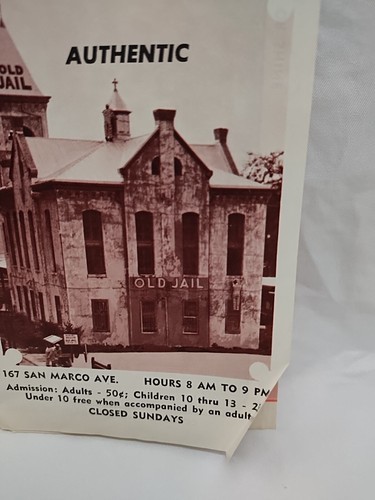 AUTHENTIC
OLD
JAIL
OLD JAIL
167 SAN MARCO AVE. HOURS 8 AM TO 9 PM
Admission: Adults - 50¢; Children 10 thru 13 - 2
Under 10 free when accompanied by an adult
CLOSED SUNDAYS